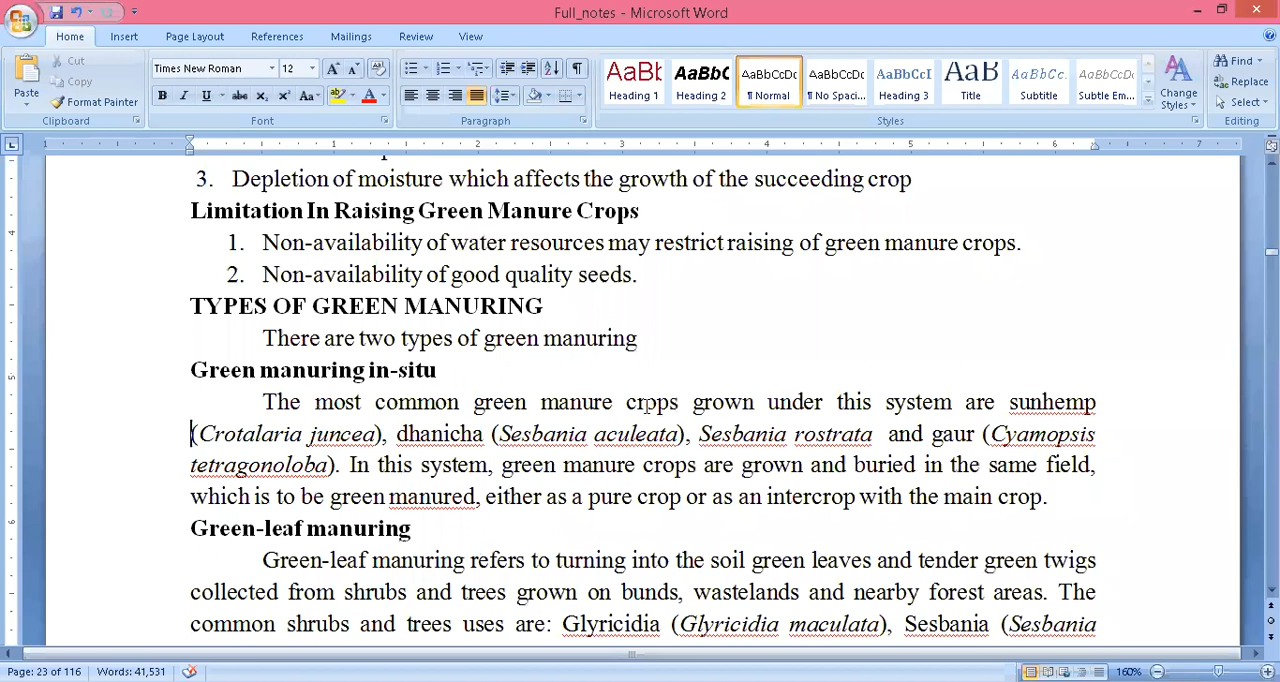 Full_notes - Microsoft Word
Home Insert Page Layout References Mailings Review View
Cut
Copy
Format Painter
Paste
Clipboard
Times New Roman 12
Font
Paragraph
AaBb AaBbC AaBbCcDc AaBbCcDc AaBbCcI AaB AaBbCc. AaBbCcDc
Heading 1 Heading 2 ¶ Normal ¶ No Spaci... Heading 3 Title Subtitle Subtle Em...
Change Styles
Styles
Find
Replace
Select
Editing
3. Depletion of moisture which affects the growth of the succeeding crop
Limitation In Raising Green Manure Crops
1. Non-availability of water resources may restrict raising of green manure crops.
2. Non-availability of good quality seeds.
TYPES OF GREEN MANURING
There are two types of green manuring
Green manuring in-situ
The most common green manure crops grown under this system are sunhemp
(Crotalaria juncea), dhanicha (Sesbania aculeata), Sesbania rostrata and gaur (Cyamopsis
tetragonoloba). In this system, green manure crops are grown and buried in the same field,
which is to be green manured, either as a pure crop or as an intercrop with the main crop.
Green-leaf manuring
Green-leaf manuring refers to turning into the soil green leaves and tender green twigs
collected from shrubs and trees grown on bunds, wastelands and nearby forest areas. The
common shrubs and trees uses are: Glyricidia (Glyricidia maculata), Sesbania (Sesbania
Page: 23 of 116 Words: 41,531 160%